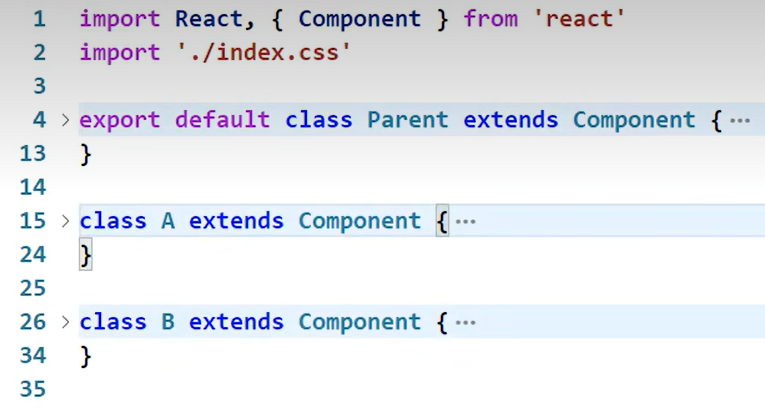 1 import React, { Component } from 'react'
2 import './index.css'
3
4 > export default class Parent extends Component { ···
13 }
14
15 > class A extends Component { ···
24 }
25
26 > class B extends Component { ···
34 }
35